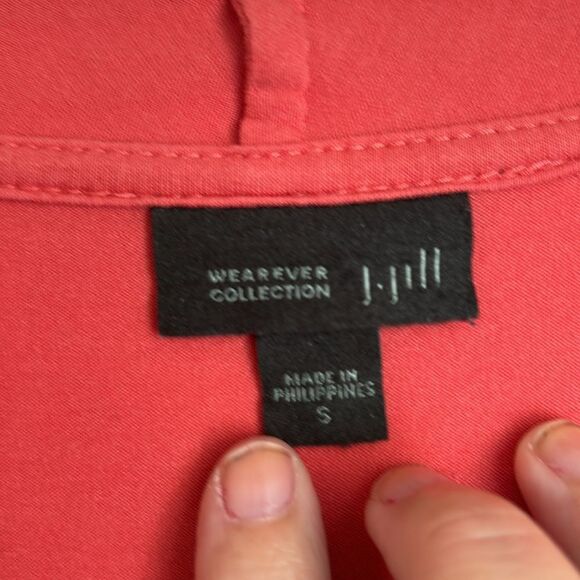 WEAREVER
COLLECTION
J.Jill
MADE IN
PHILIPPINES
S